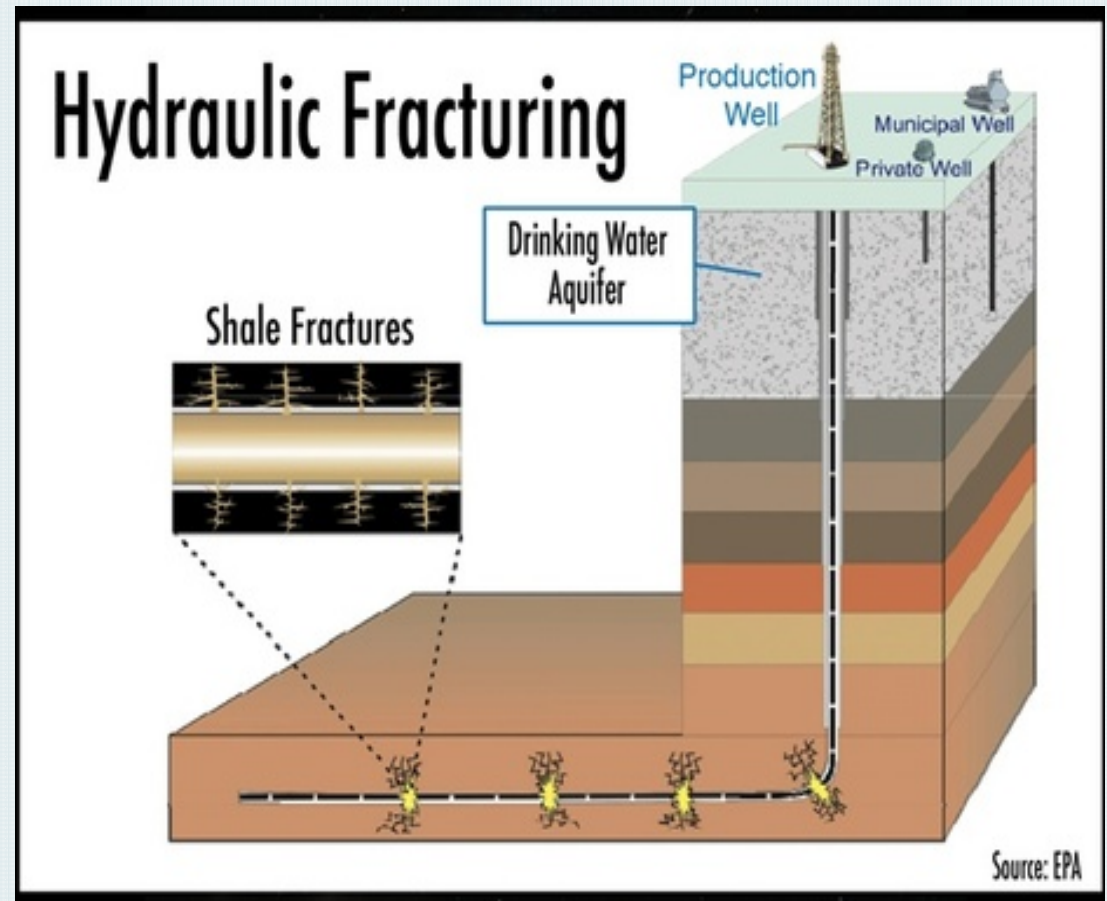 Hydraulic Fracturing
Production
Well
Municipal Well
Private Well
Drinking Water
Aquifer
Shale Fractures
Source: EPA